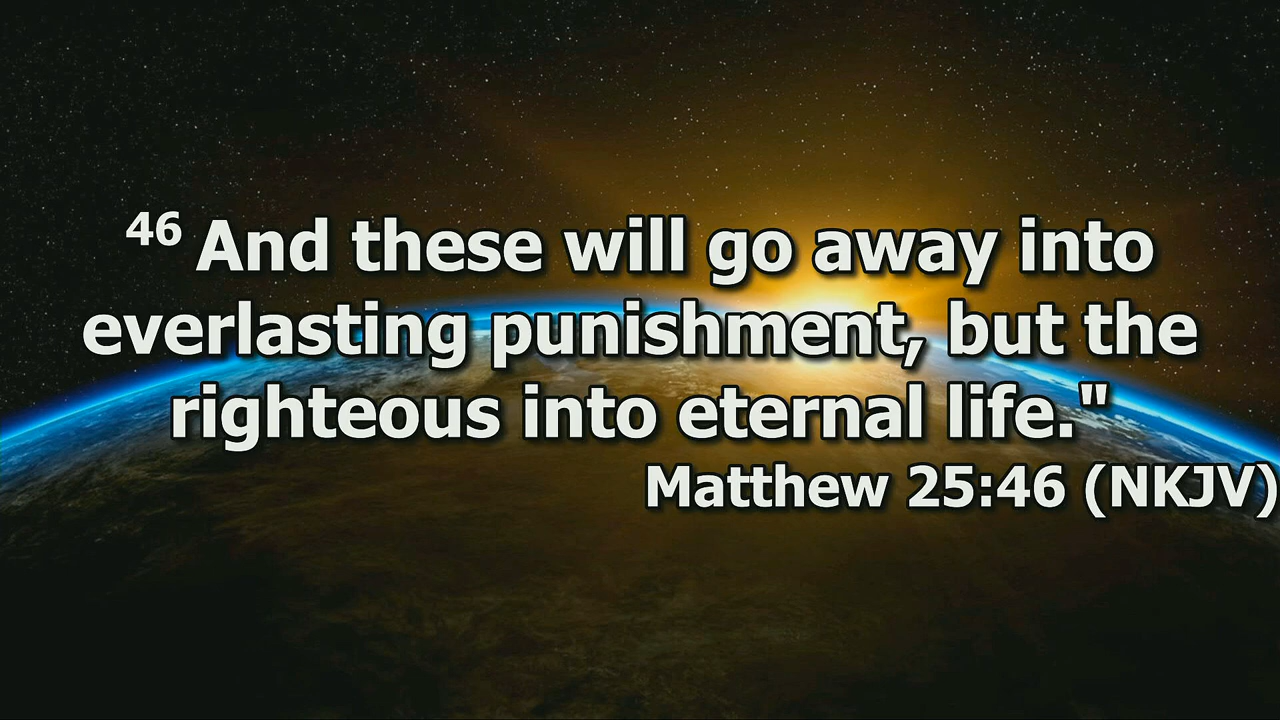 46 And these will go away into
everlasting punishment, but the
righteous into eternal life."
Matthew 25:46 (NKJV)